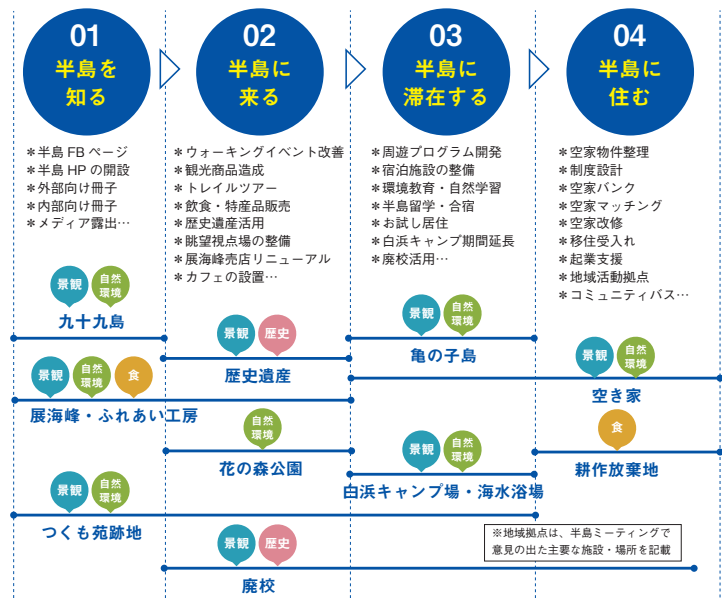 01
半島を
知る
02
半島に
来る
03
半島に
滞在する
04
半島に
住む
＊半島 FB ページ
＊半島 HP の開設
＊外部向け冊子
＊内部向け冊子
＊メディア露出…
＊ウォーキングイベント改善
＊観光商品造成
＊トレイルツアー
＊飲食・特産品販売
＊歴史遺産活用
＊眺望視点場の整備
＊展海峰売店リニューアル
＊カフェの設置…
＊周遊プログラム開発
＊宿泊施設の整備
＊環境教育・自然学習
＊半島留学・合宿
＊お試し居住
＊白浜キャンプ期間延長
＊廃校活用…
＊空家物件整理
＊制度設計
＊空家バンク
＊空家マッチング
＊空家改修
＊移住受入れ
＊起業支援
＊地域活動拠点
＊コミュニティバス…
景観
自然
環境
九十九島
景観
歴史
歴史遺産
景観
自然
環境
亀の子島
景観
自然
環境
空き家
景観
自然
環境
食
展海峰・ふれあい工房
自然
環境
花の森公園
景観
自然
環境
白浜キャンプ場・海水浴場
食
耕作放棄地
景観
自然
環境
つくも苑跡地
景観
歴史
廃校
※地域拠点は、半島ミーティングで
意見の出た主要な施設・場所を記載